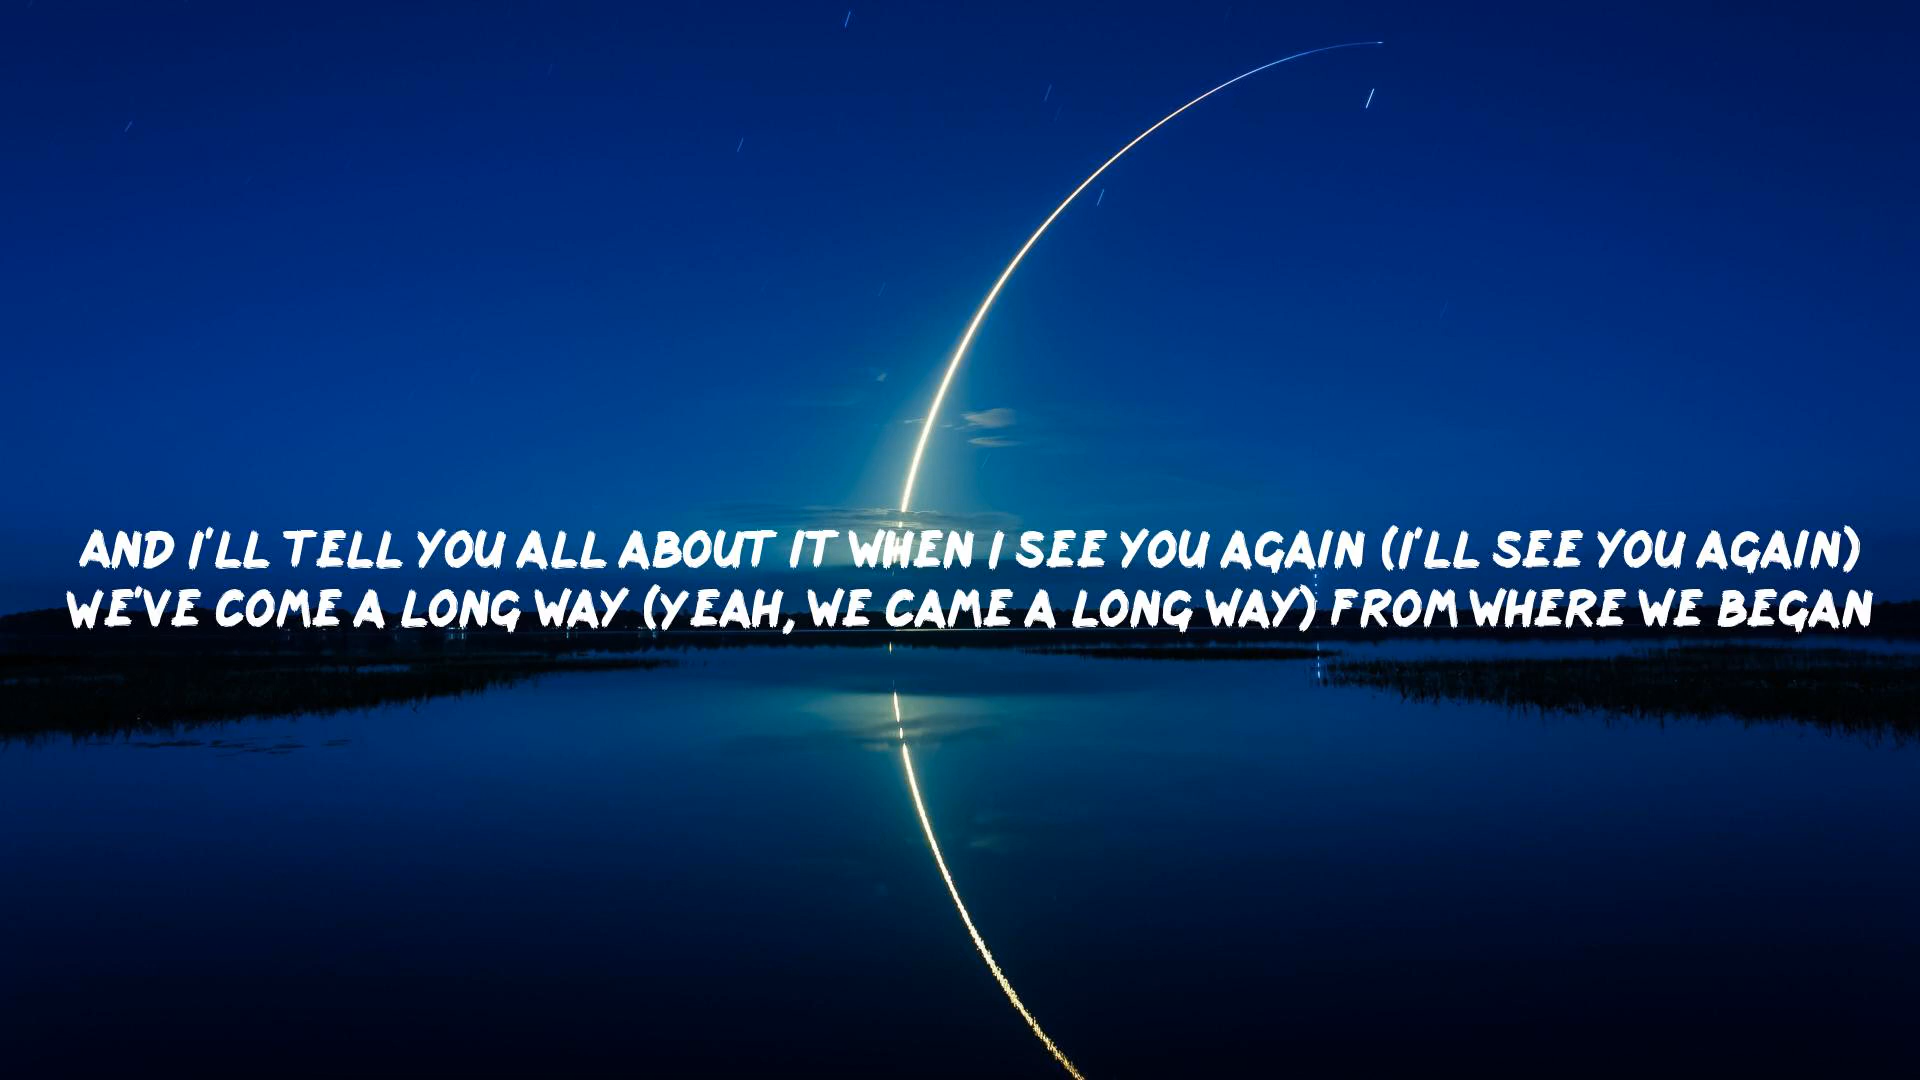 AND I'LL TELL YOU ALL ABOUT IT WHEN I SEE YOU AGAIN (I'LL SEE YOU AGAIN)
WE'VE COME A LONG WAY (YEAH, WE CAME A LONG WAY) FROM WHERE WE BEGAN